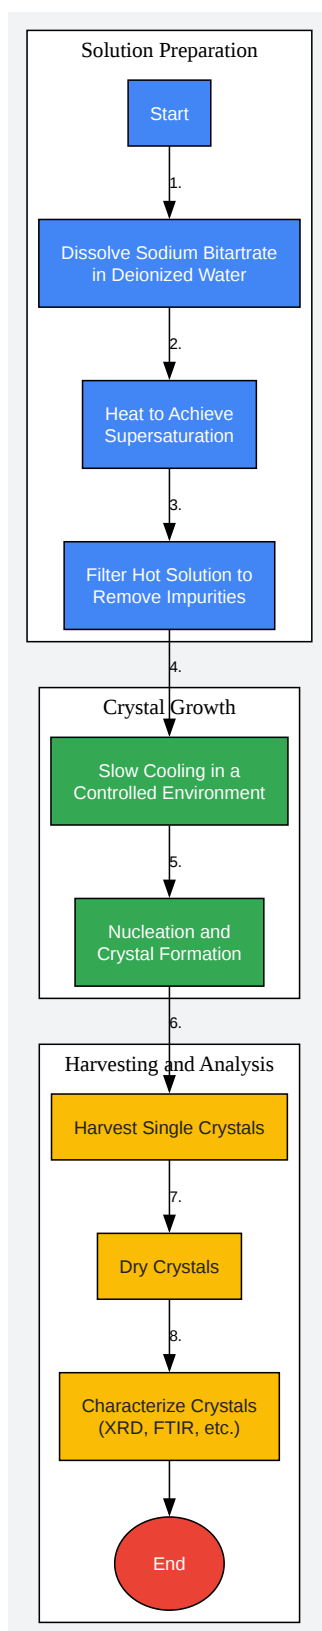 Solution Preparation
Start
1.
Dissolve Sodium Bitartrate
in Deionized Water
2.
Heat to Achieve
Supersaturation
3.
Filter Hot Solution to
Remove Impurities
4.
Crystal Growth
Slow Cooling in a
Controlled Environment
5.
Nucleation and
Crystal Formation
6.
Harvesting and Analysis
Harvest Single Crystals
7.
Dry Crystals
8.
Characterize Crystals
(XRD, FTIR, etc.)
End